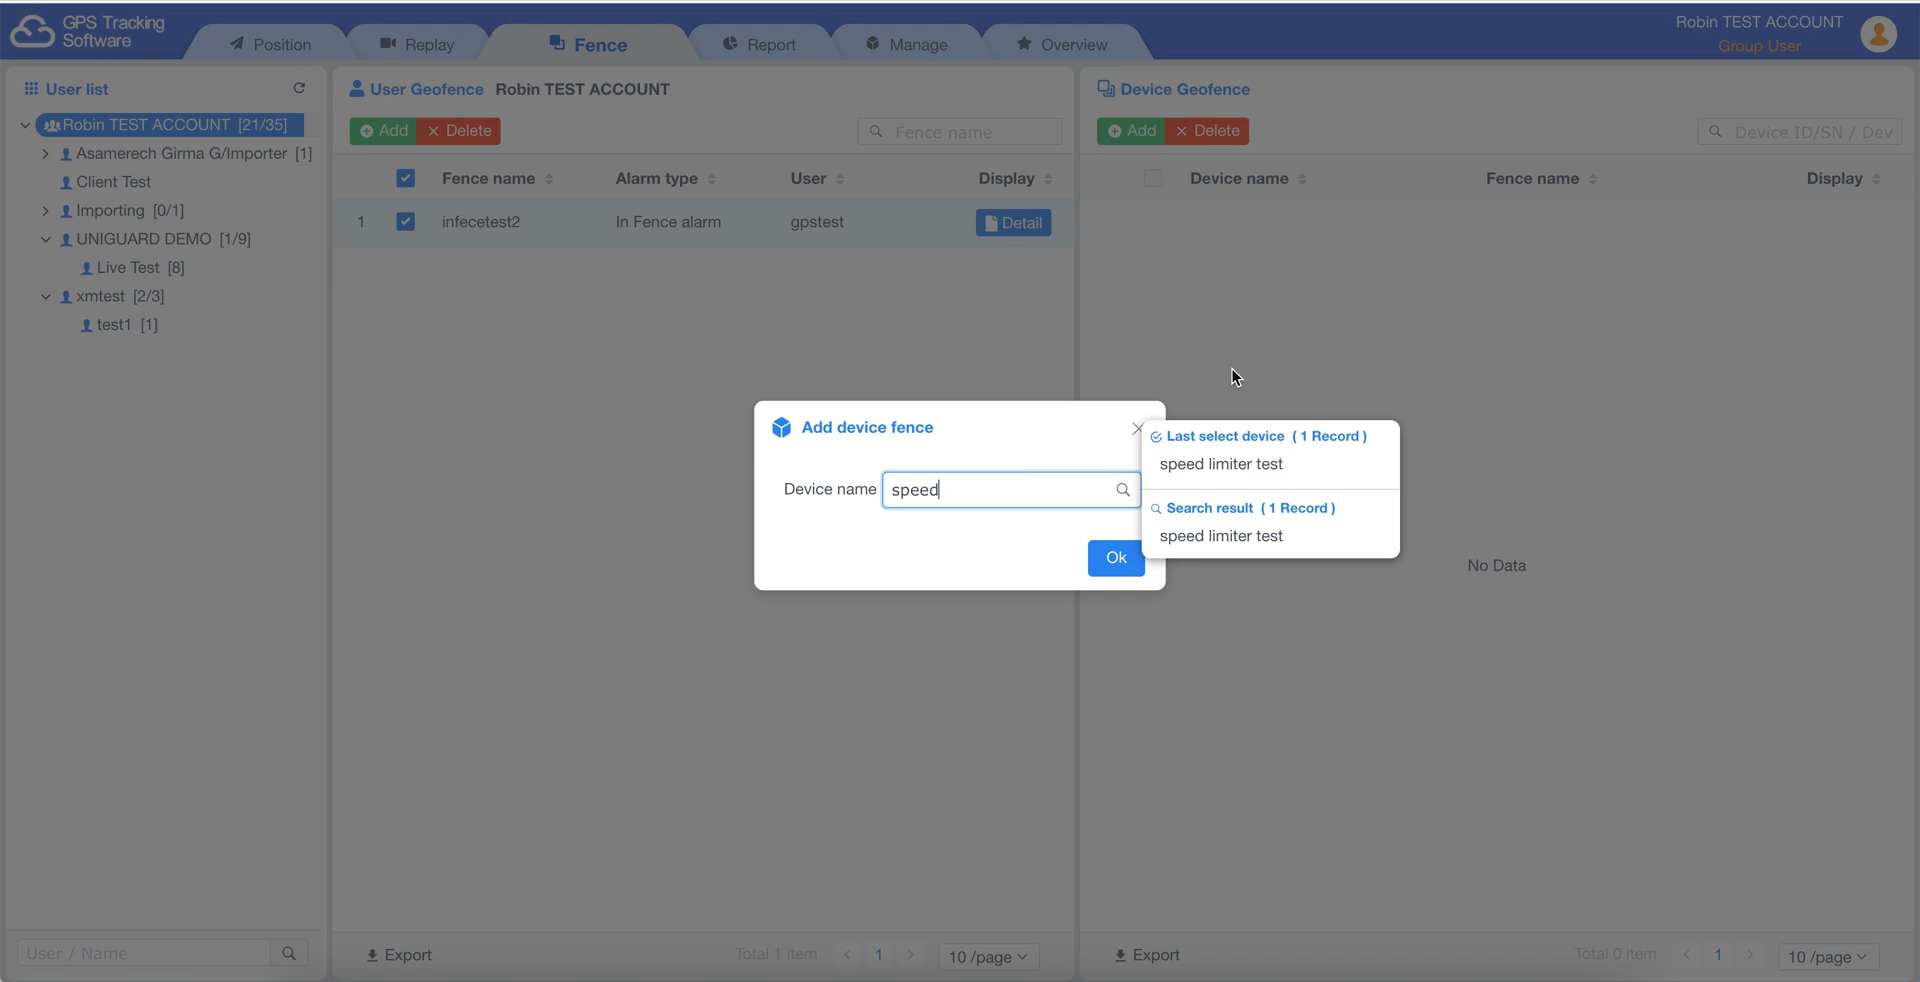 GPS Tracking
Software
Position
Replay
Fence
Report
Manage
Overview
Robin TEST ACCOUNT
Group User
User list
Robin TEST ACCOUNT [21/35]
Asamerech Girma G/Importer [1]
Client Test
Importing [0/1]
UNIGUARD DEMO [1/9]
Live Test [8]
xmtest [2/3]
test1 [1]
User / Name
User Geofence Robin TEST ACCOUNT
Add
Delete
Fence name
Fence name
Alarm type
User
Display
1
infecetest2
In Fence alarm
gpstest
Detail
Export
Total 1 item
1
10 /page
Device Geofence
Add
Delete
Device ID/SN / Dev
Device name
Fence name
Display
No Data
Export
Total 0 item
1
10 /page
Add device fence
Device name
speed
Ok
Last select device ( 1 Record )
speed limiter test
Search result ( 1 Record )
speed limiter test